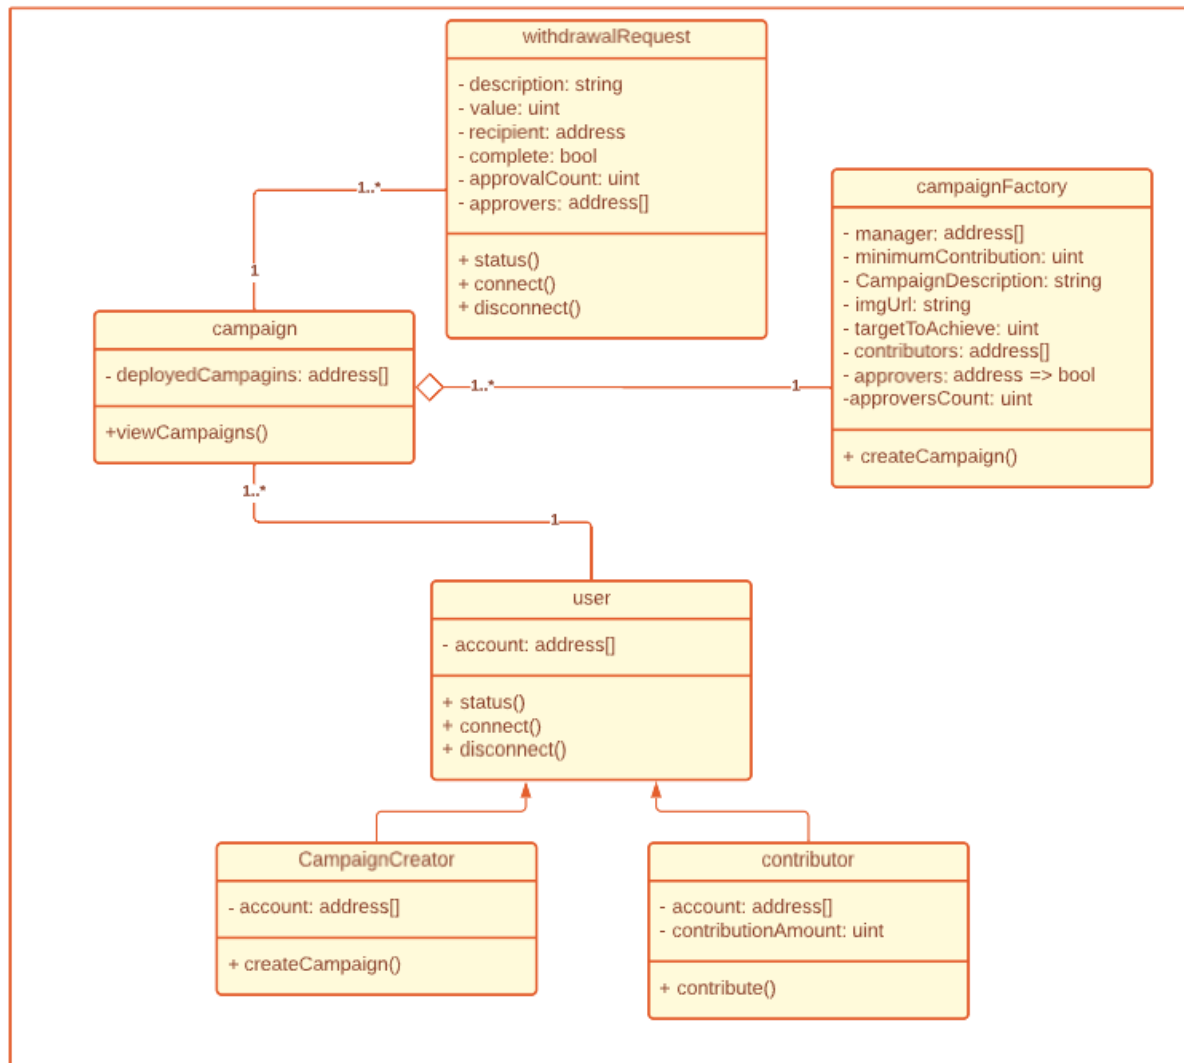 withdrawalRequest
- description: string
- value: uint
- recipient: address
- complete: bool
- approvalCount: uint
- approvers: address[]
+ status()
+ connect()
+ disconnect()
1..*
1
campaignFactory
- manager: address[]
- minimumContribution: uint
- CampaignDescription: string
- imgUrl: string
- targetToAchieve: uint
- contributors: address[]
- approvers: address => bool
-approversCount: uint
+ createCampaign()
campaign
- deployedCampagins: address[]
+viewCampaigns()
1..*
1
1..*
1
user
- account: address[]
+ status()
+ connect()
+ disconnect()
CampaignCreator
- account: address[]
+ createCampaign()
contributor
- account: address[]
- contributionAmount: uint
+ contribute()